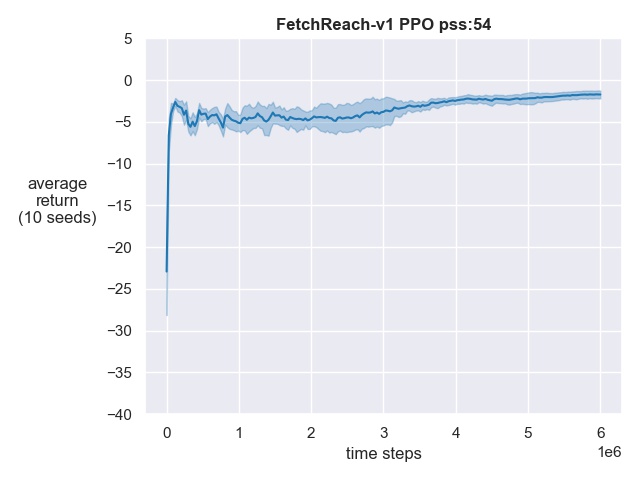 FetchReach-v1 PPO pss:54
5
0
−5
−10
−15
−20
−25
−30
−35
−40
average
return
(10 seeds)
0 1 2 3 4 5 6
1e6
time steps